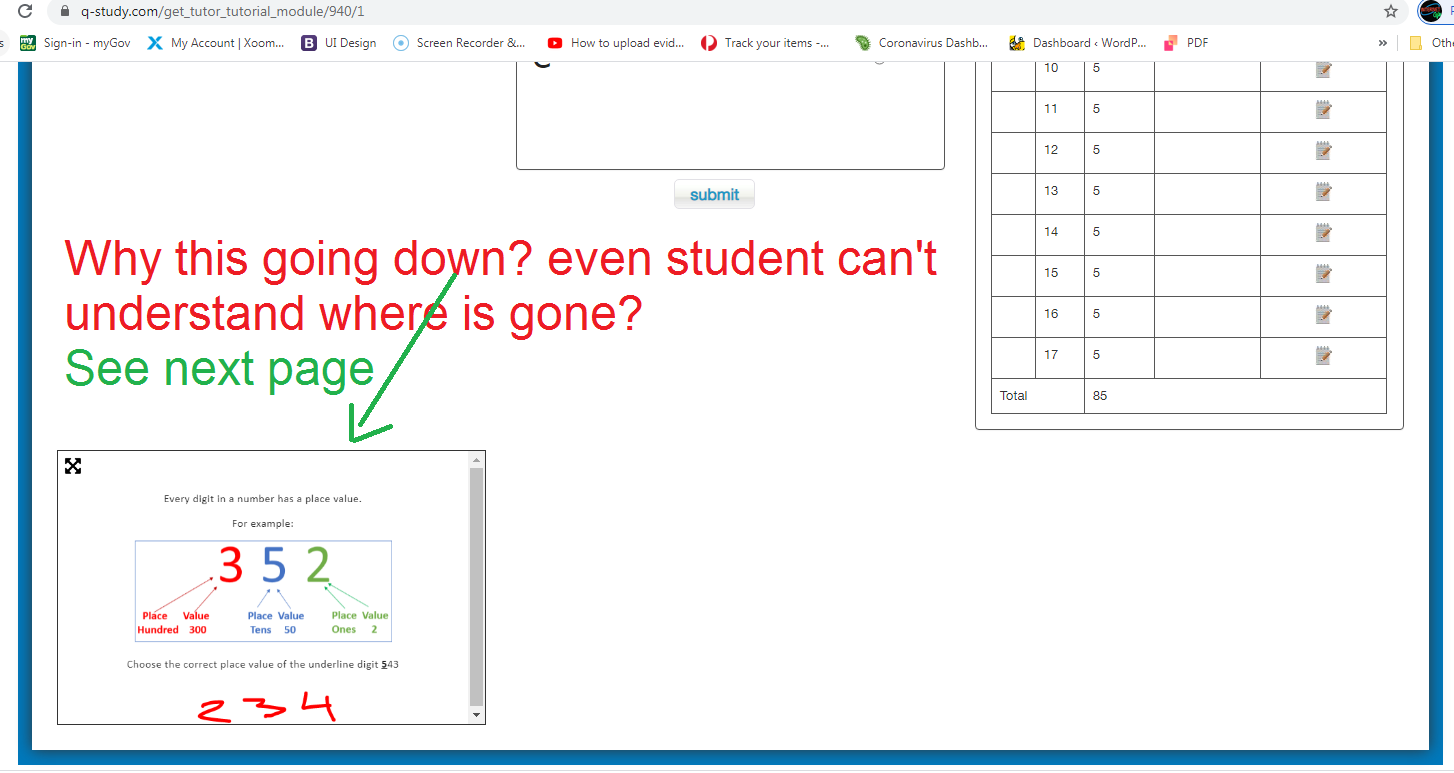 q-study.com/get_tutor_tutorial_module/940/1
s
my Gov Sign-in - myGov
My Account | Xoom...
B UI Design
Screen Recorder &...
How to upload evid...
Track your items -...
Coronavirus Dashb...
Dashboard ‹ WordP...
PDF
»
Othe
10 5
11 5
12 5
13 5
14 5
15 5
16 5
17 5
Total 85
submit
Why this going down? even student can't
understand where is gone?
See next page
Every digit in a number has a place value.
For example:
3 5 2
Place Value Place Value Place Value
Hundred 300 Tens 50 Ones 2
Choose the correct place value of the underline digit 543
2 3 4